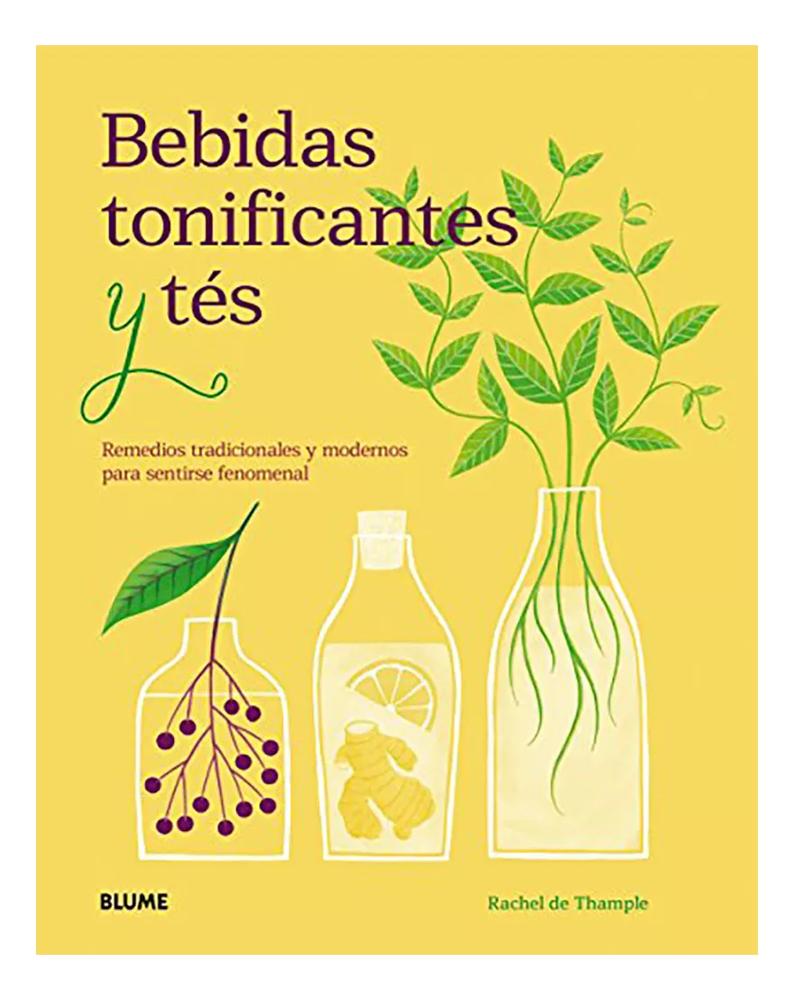 Bebidas
tonificantes
y tés
Remedios tradicionales y modernos
para sentirse fenomenal
BLUME
Rachel de Thample